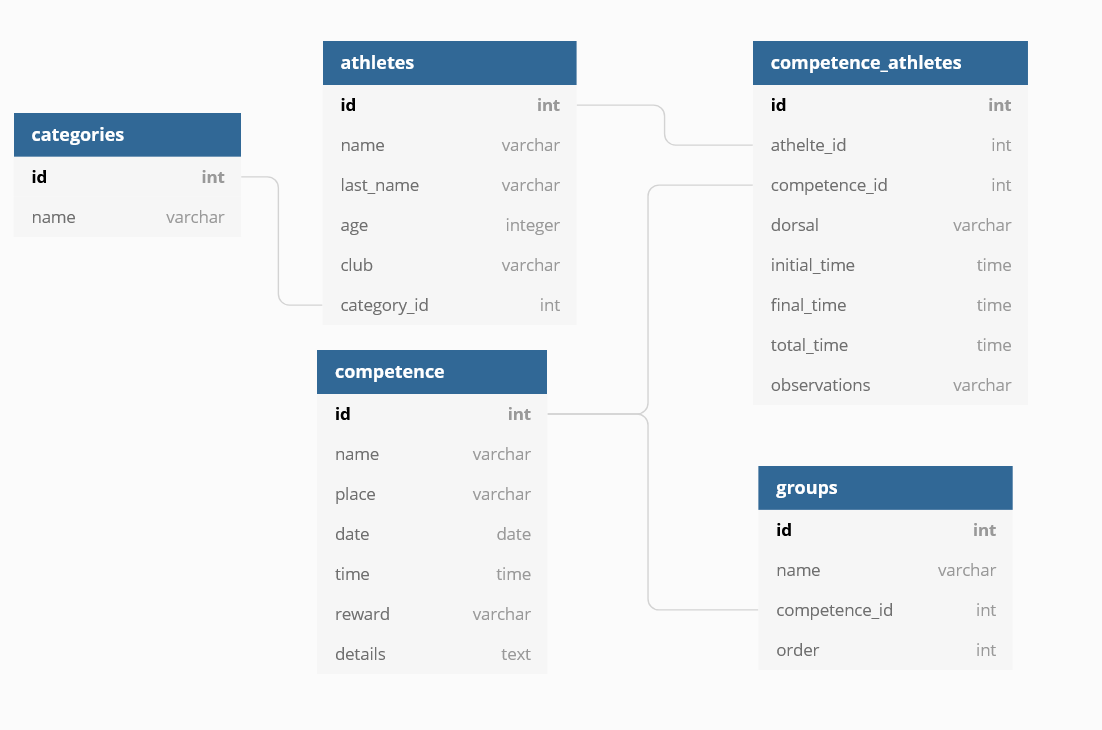 categories
id int
name varchar
athletes
id int
name varchar
last_name varchar
age integer
club varchar
category_id int
competence
id int
name varchar
place varchar
date date
time time
reward varchar
details text
competence_athletes
id int
athelte_id int
competence_id int
dorsal varchar
initial_time time
final_time time
total_time time
observations varchar
groups
id int
name varchar
competence_id int
order int